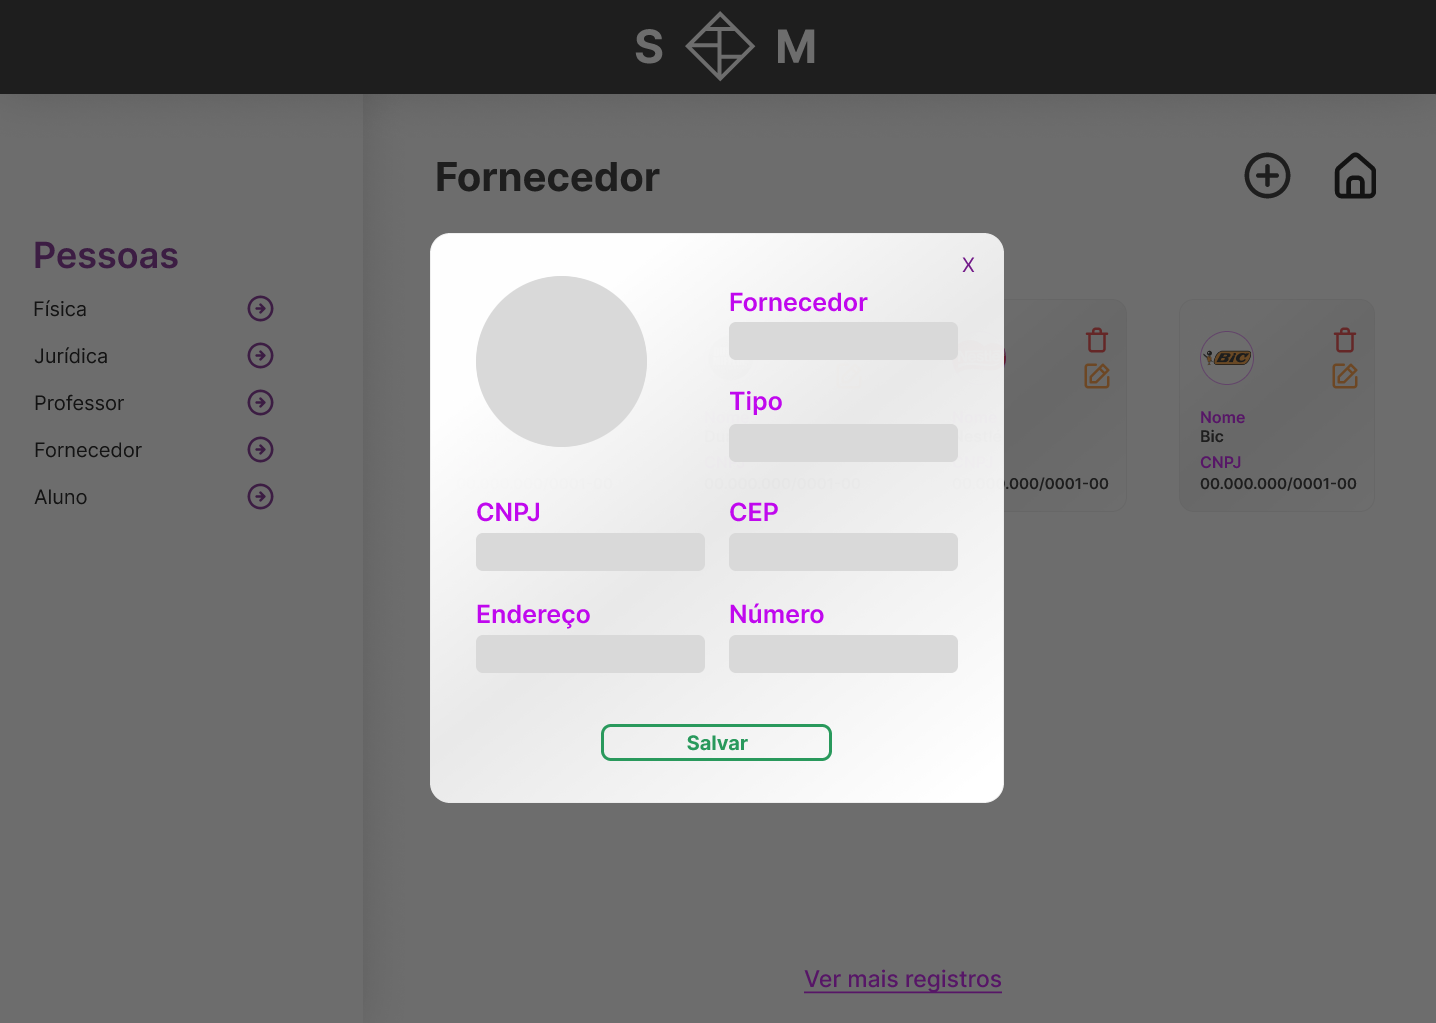 S M
Fornecedor
Pessoas
Física
Jurídica
Professor
Fornecedor
Aluno
X
Fornecedor
Tipo
CNPJ
CEP
Endereço
Número
Salvar
.000/0001-00
BiC
Nome
Bic
CNPJ
00.000.000/0001-00
Ver mais registros